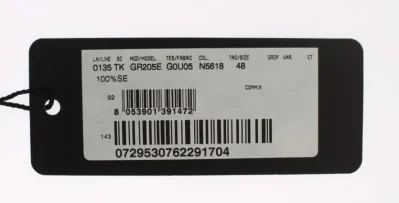 LN/LINE SC MOD/MODEL TES/FABRIC COL. TAG/SIZE DROP VAR. CT
0135 TK GR205E G0U05 N5618 48
100%SE
COMM.N
92
8 053901 391472
143
0729530762291704